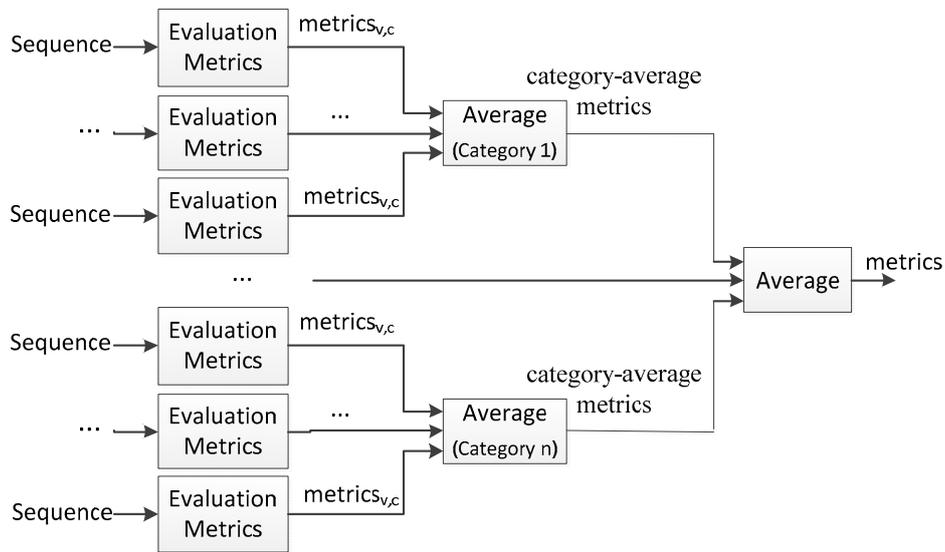 Sequence
Evaluation
Metrics
metricsv,c
...
Evaluation
Metrics
...
Sequence
Evaluation
Metrics
metricsv,c
Average
(Category 1)
category-average
metrics
...
Average
metrics
Sequence
Evaluation
Metrics
metricsv,c
...
Evaluation
Metrics
...
Sequence
Evaluation
Metrics
metricsv,c
Average
(Category n)
category-average
metrics